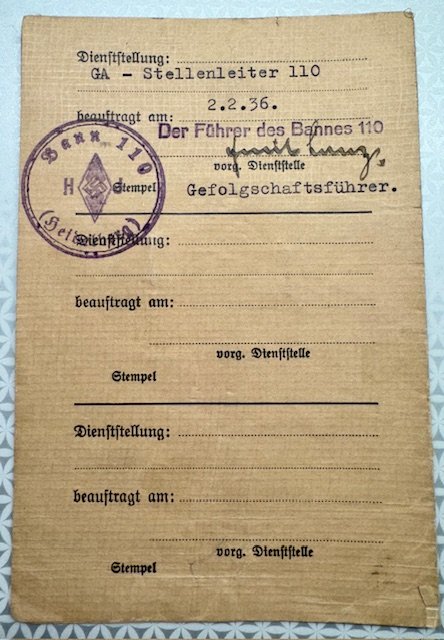 Dienststellung:
GA - Stellenleiter 110
beauftragt am: 2.2.36.
Der Führer des Bannes 110
vorg. Dienststelle
Bann 110
H J
(Heidelberg)
Stempel
Gefolgschaftsführer.
Dienststellung:
beauftragt am:
vorg. Dienststelle
Stempel
Dienststellung:
beauftragt am:
vorg. Dienststelle
Stempel